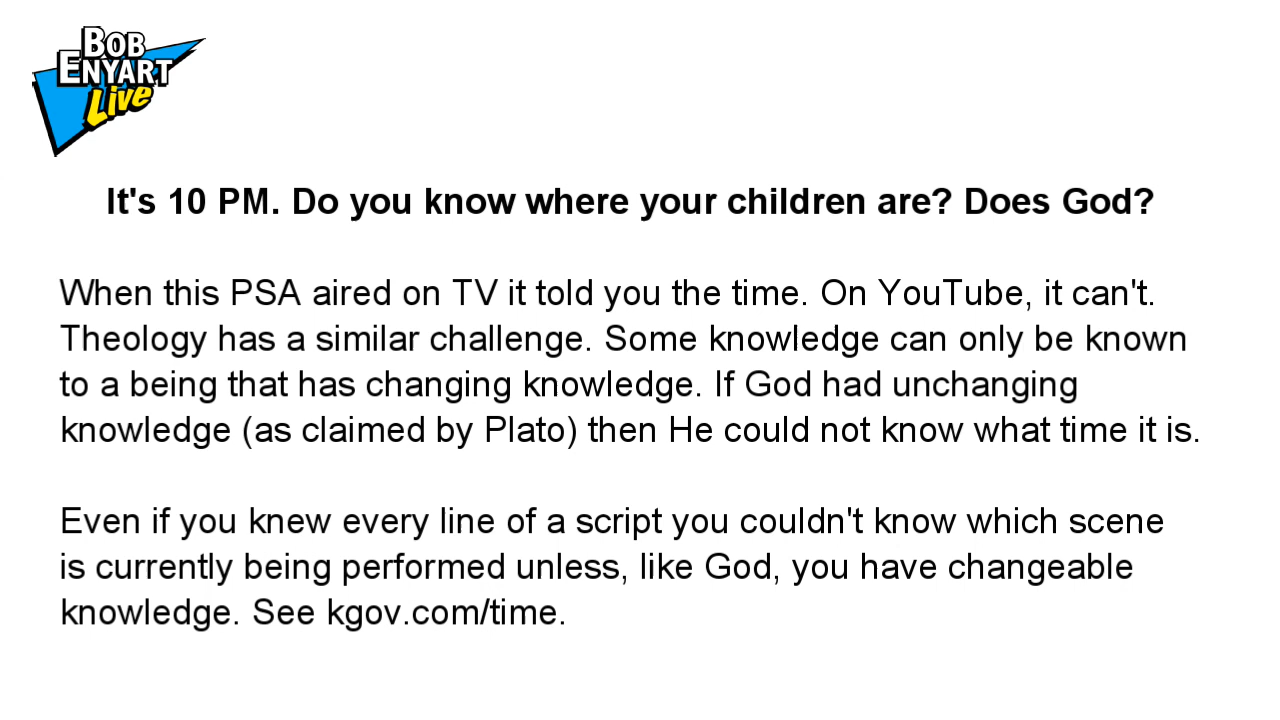 BOB
ENYART
Live
It's 10 PM. Do you know where your children are? Does God?
When this PSA aired on TV it told you the time. On YouTube, it can't.
Theology has a similar challenge. Some knowledge can only be known
to a being that has changing knowledge. If God had unchanging
knowledge (as claimed by Plato) then He could not know what time it is.
Even if you knew every line of a script you couldn't know which scene
is currently being performed unless, like God, you have changeable
knowledge. See kgov.com/time.